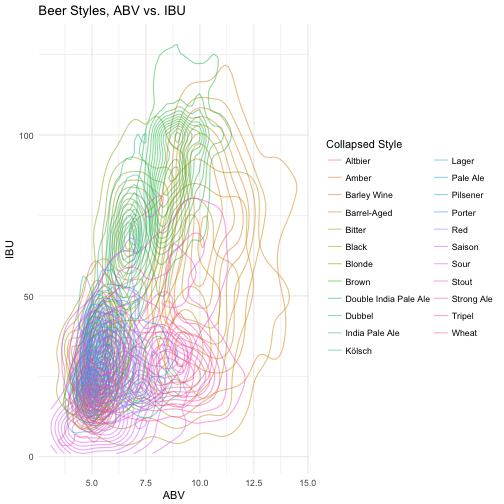 Beer Styles, ABV vs. IBU
100
50
0
IBU
5.0 7.5 10.0 12.5 15.0
ABV
Collapsed Style
Altbier
Amber
Barley Wine
Barrel-Aged
Bitter
Black
Blonde
Brown
Double India Pale Ale
Dubbel
India Pale Ale
Kölsch
Lager
Pale Ale
Pilsener
Porter
Red
Saison
Sour
Stout
Strong Ale
Tripel
Wheat